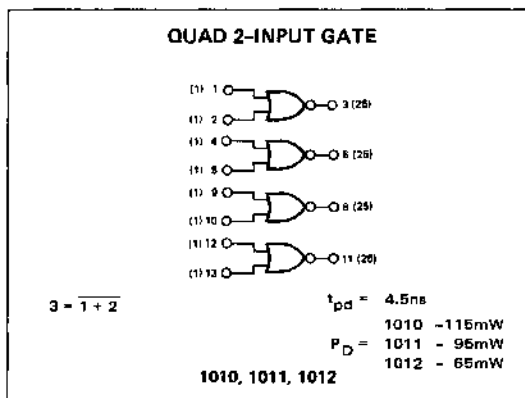 QUAD 2-INPUT GATE
(1) 1
3 (25)
(1) 2
(1) 4
6 (25)
(1) 5
(1) 9
8 (25)
(1) 10
(1) 12
11 (25)
(1) 13
3 = 1 + 2
tpd = 4.5ns
1010 -115mW
PD = 1011 - 95mW
1012 - 65mW
1010, 1011, 1012